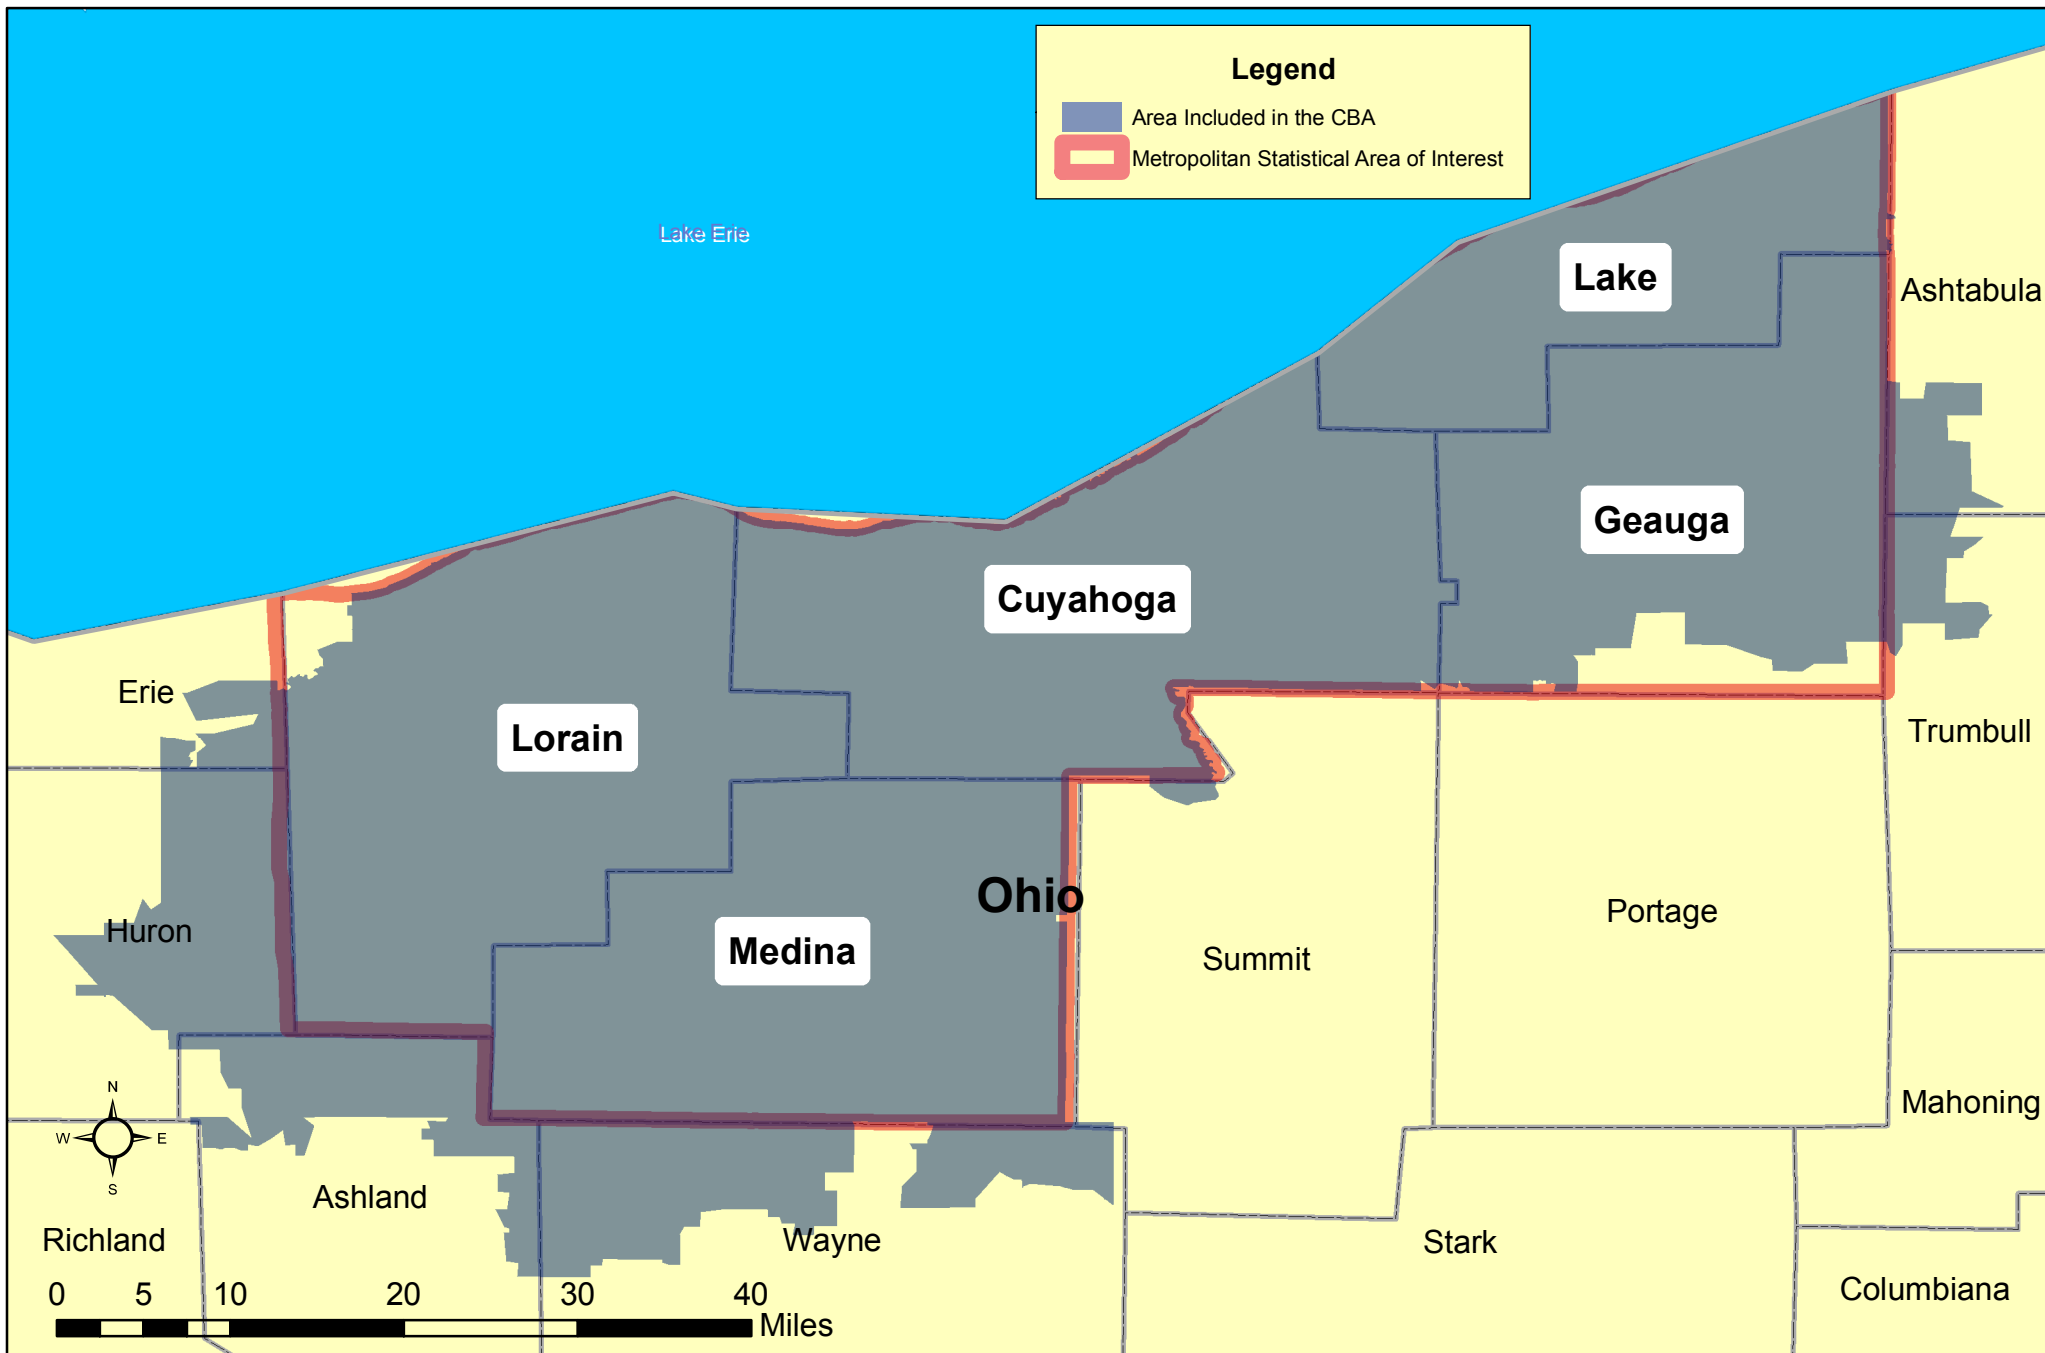 Legend
Area Included in the CBA
Metropolitan Statistical Area of Interest
Lake Erie
Lake
Ashtabula
Geauga
Cuyahoga
Erie
Lorain
Trumbull
Ohio
Huron
Medina
Summit
Portage
Mahoning
N
W E
S
Ashland
Richland
Wayne
Stark
Columbiana
0 5 10 20 30 40
Miles